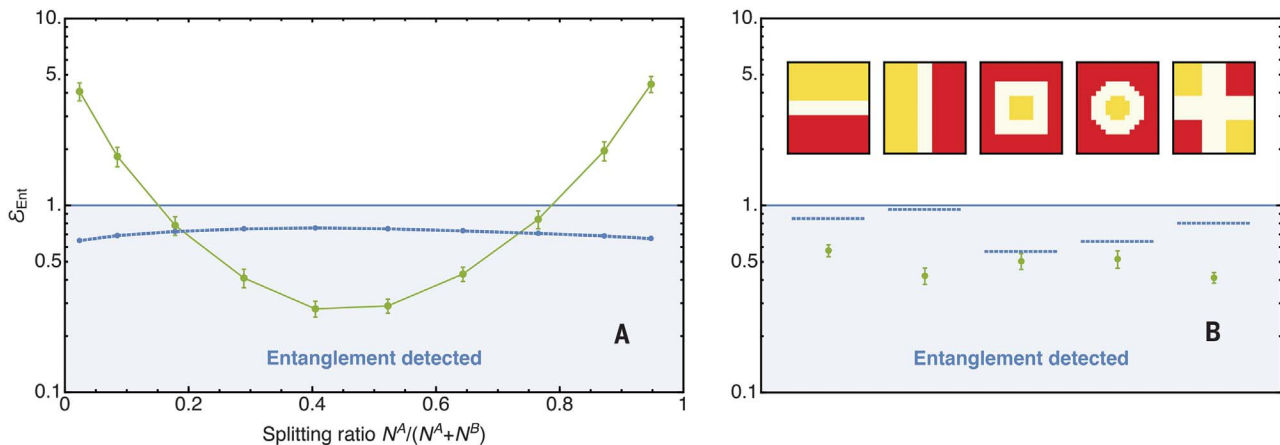 10.
5.
1.
0.5
0.1
ℰEnt
0
0.2
0.4
0.6
0.8
1
Splitting ratio N^A/(N^A+N^B)
Entanglement detected
A
10.
5.
1.
0.5
0.1
Entanglement detected
B